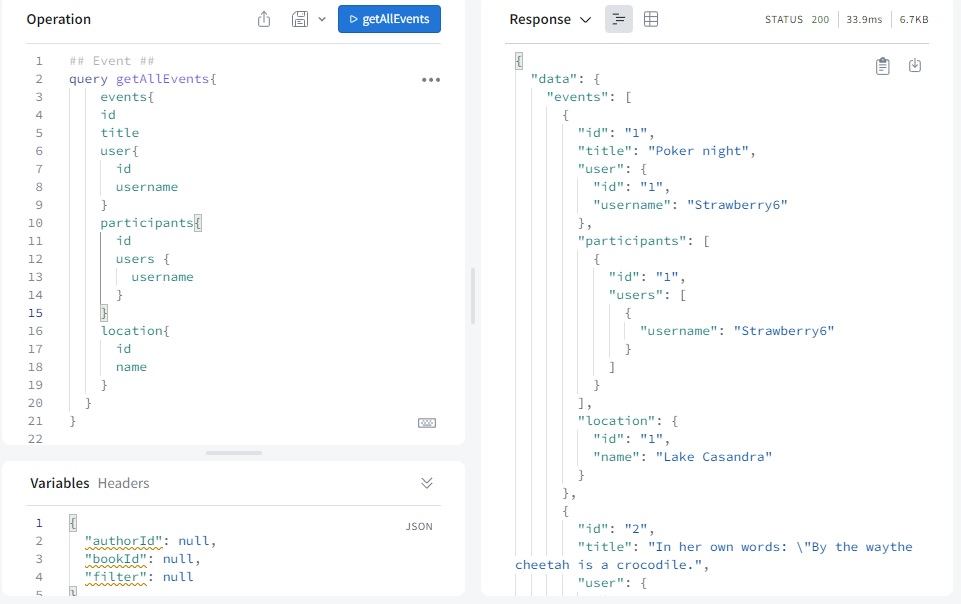 Operation
getAllEvents
1 ## Event ##
2 query getAllEvents{
3 events{
4 id
5 title
6 user{
7 id
8 username
9 }
10 participants{
11 id
12 users {
13 username
14 }
15 }
16 location{
17 id
18 name
19 }
20 }
21 }
22
Variables Headers
JSON
1 {
2 "authorId": null,
3 "bookId": null,
4 "filter": null
5 }
Response
STATUS 200 33.9ms 6.7KB
{
"data": {
"events": [
{
"id": "1",
"title": "Poker night",
"user": {
"id": "1",
"username": "Strawberry6"
},
"participants": [
{
"id": "1",
"users": [
{
"username": "Strawberry6"
}
]
}
],
"location": {
"id": "1",
"name": "Lake Casandra"
}
},
{
"id": "2",
"title": "In her own words: \"By the waythe
cheetah is a crocodile.",
"user": {